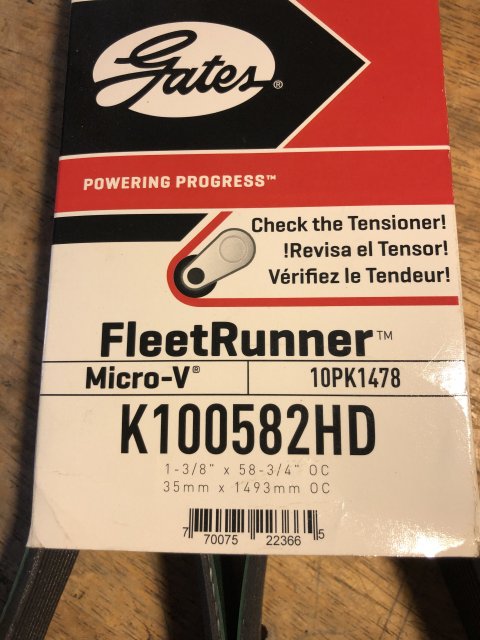 Gates®
POWERING PROGRESS™
Check the Tensioner!
!Revisa el Tensor!
Vérifiez le Tendeur!
FleetRunner™
Micro-V® 10PK1478
K100582HD
1-3/8" x 58-3/4" OC
35mm x 1493mm OC
7 70075 22366 5